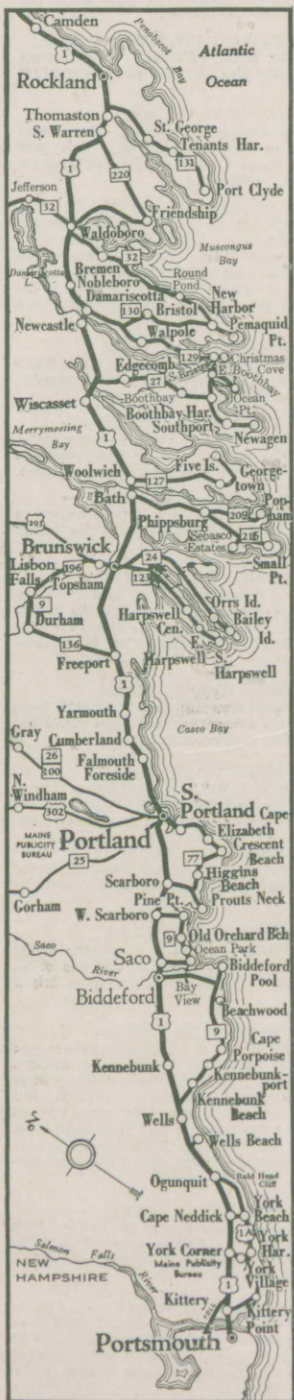 Camden
Penobscot Bay
Atlantic
Ocean
1
Rockland
Thomaston
S. Warren
St. George
Tenants Har.
131
Port Clyde
1
220
Jefferson
32
Friendship
Waldoboro
Muscongus
Bay
32
Bremen
Nobleboro
Round
Pond
Damariscotta
L.
Damariscotta
New
Harbor
130
Bristol
Newcastle
Walpole
Pemaquid
Pt.
129
Christmas
Cove
Edgecomb
S. Bristol
E. Boothbay
27
Wiscasset
Boothbay
Ocean
Pt.
Boothbay Har.
Southport
Merrymeeting
Bay
1
Newagen
Woolwich
Five Is.
127
George-
town
Bath
Pop-
ham
209
Phippsburg
201
Sebasco
Estates
216
Brunswick
24
Small
Pt.
Lisbon
Falls
196
Topsham
123
9
Orrs Id.
Durham
Harpswell
Cen.
Bailey
Id.
136
E.
S.
Harpswell
Harpswell
Freeport
1
Yarmouth
Casco Bay
Gray
Cumberland
26
100
Falmouth
Foreside
N.
Windham
S.
Portland
Cape
Elizabeth
302
MAINE
PUBLICITY
BUREAU
Portland
Crescent
Beach
25
77
Higgins
Beach
Scarboro
Gorham
Pine Pt.
Prouts Neck
W. Scarboro
9
Old Orchard B'ch
Saco
River
Saco
Ocean Park
Biddeford
Pool
Bay
View
Biddeford
Beachwood
1
9
Cape
Porpoise
Kennebunk
Kennebunk-
port
Kennebunk
Beach
Wells
Wells Beach
Ogunquit
Bald Head
Cliff
Cape Neddick
York
Beach
1A
York Corner
York
Har.
Maine Publicity
Bureau
York
Village
Salmon Falls
River
NEW
HAMPSHIRE
1
Kittery
Kittery
Point
Portsmouth